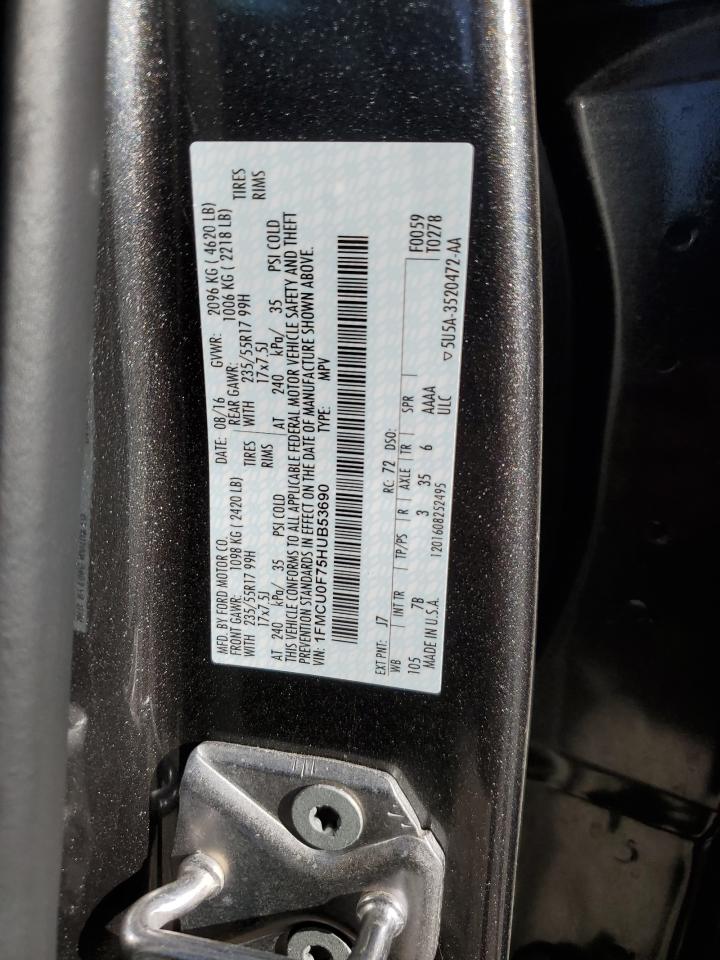 MFD. BY FORD MOTOR CO.
DATE: 08/16
GVWR: 2096 KG ( 4620 LB)
FRONT GAWR: 1098 KG ( 2420 LB)
REAR GAWR: 1006 KG ( 2218 LB)
WITH 235/55R17 99H TIRES
WITH 235/55R17 99H TIRES
17x7.5J RIMS
17x7.5J RIMS
AT 240 kPa/ 35 PSI COLD
AT 240 kPa/ 35 PSI COLD
THIS VEHICLE CONFORMS TO ALL APPLICABLE FEDERAL MOTOR VEHICLE SAFETY AND THEFT
PREVENTION STANDARDS IN EFFECT ON THE DATE OF MANUFACTURE SHOWN ABOVE.
VIN: 1FMCU0F75HUB53690
TYPE: MPV
F0059
T0278
EXT PNT: J7 RC: 72 DSO:
WB INT TR TP/PS R AXLE TR SPR
105 7B 3 35 6 AAAA
MADE IN U.S.A. ULC
1201608252495
▽ 5U5A-3520472-AA